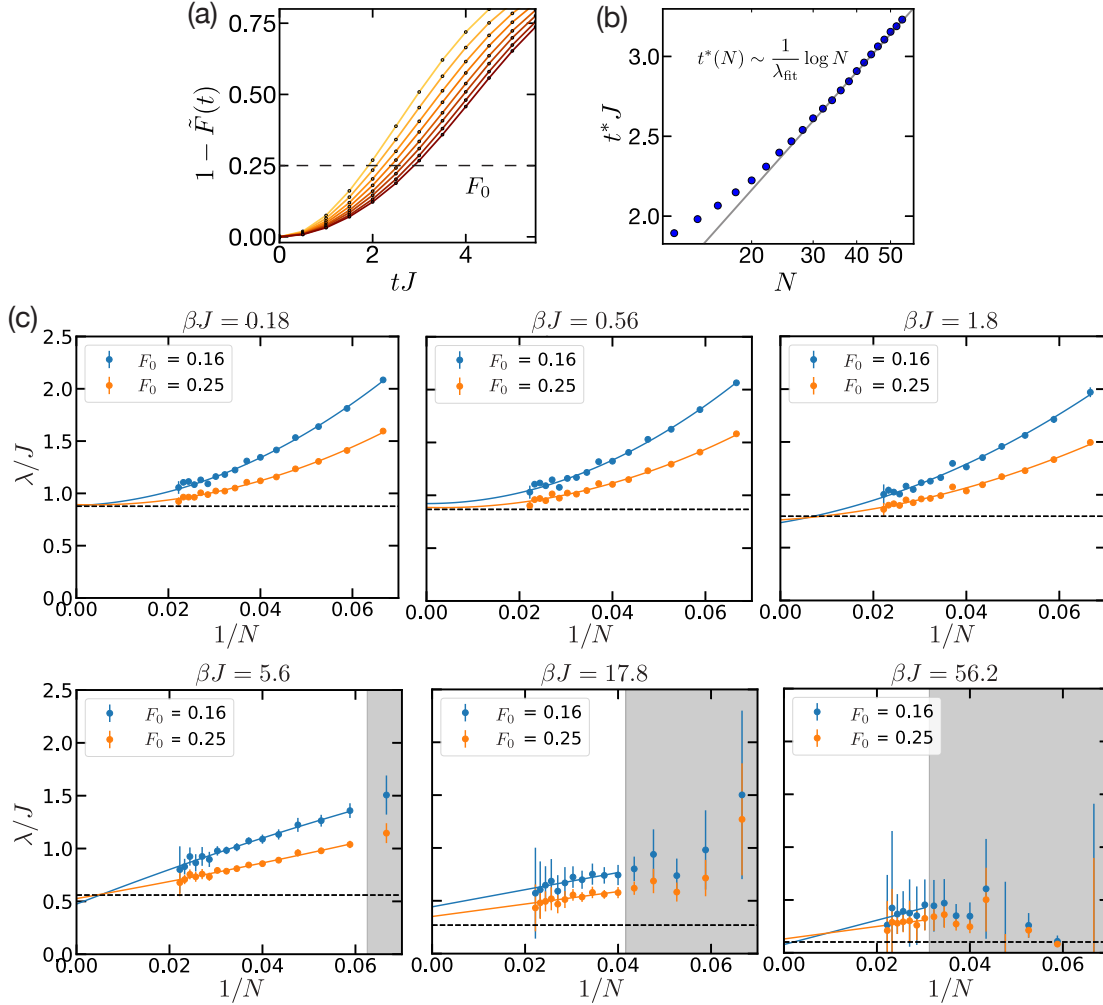 (a)
0.75
0.50
0.25
0.00
1 − F̃(t)
F₀
0 2 4
tJ
(b)
t*(N) ∼ 1/λ_fit log N
3.0
2.5
2.0
t*J
20 30 40 50
N
(c)
βJ = 0.18
F₀ = 0.16
F₀ = 0.25
2.5
2.0
1.5
1.0
0.5
0.0
λ/J
0.00 0.02 0.04 0.06
1/N
βJ = 0.56
F₀ = 0.16
F₀ = 0.25
0.00 0.02 0.04 0.06
1/N
βJ = 1.8
F₀ = 0.16
F₀ = 0.25
0.00 0.02 0.04 0.06
1/N
βJ = 5.6
F₀ = 0.16
F₀ = 0.25
2.5
2.0
1.5
1.0
0.5
0.0
λ/J
0.00 0.02 0.04 0.06
1/N
βJ = 17.8
F₀ = 0.16
F₀ = 0.25
0.00 0.02 0.04 0.06
1/N
βJ = 56.2
F₀ = 0.16
F₀ = 0.25
0.00 0.02 0.04 0.06
1/N